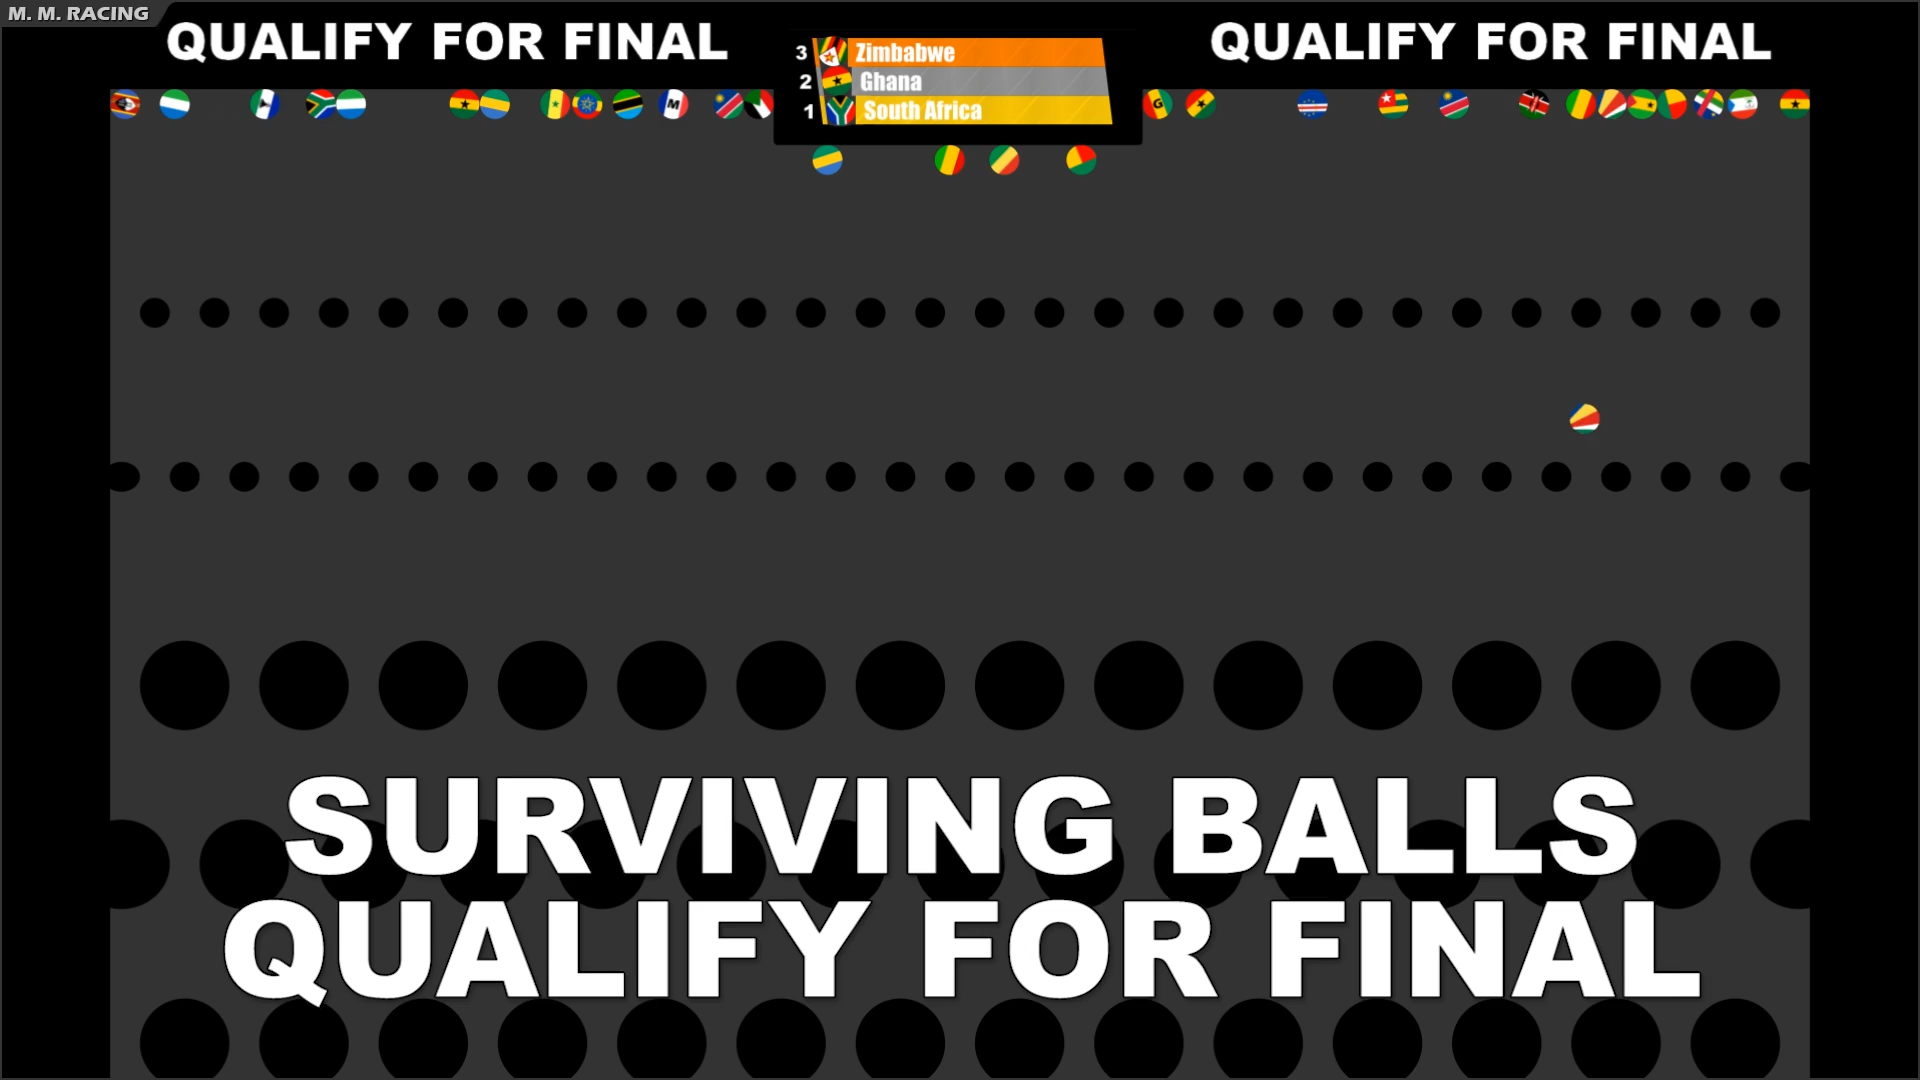 M. M. RACING
QUALIFY FOR FINAL
3 Zimbabwe
2 Ghana
1 South Africa
QUALIFY FOR FINAL
M
G
SURVIVING BALLS
QUALIFY FOR FINAL